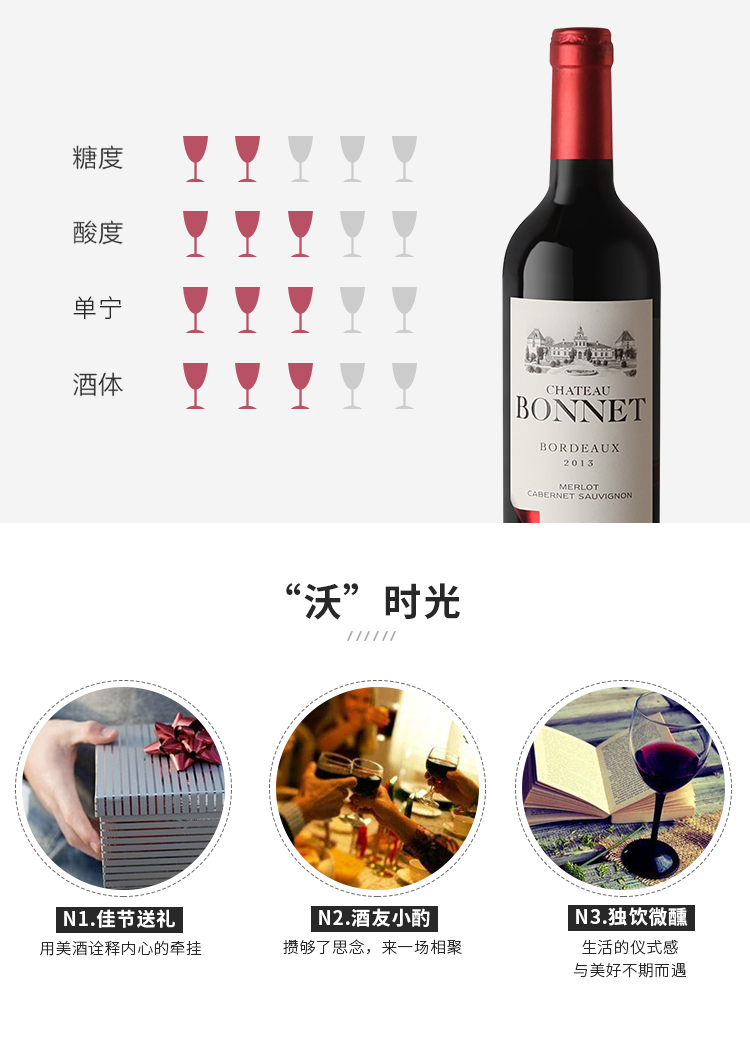 糖度
酸度
单宁
酒体
CHATEAU
BONNET
BORDEAUX
2013
MERLOT
CABERNET SAUVIGNON
“沃”时光
N1.佳节送礼
用美酒诠释内心的牵挂
N2.酒友小酌
攒够了思念，来一场相聚
N3.独饮微醺
生活的仪式感
与美好不期而遇